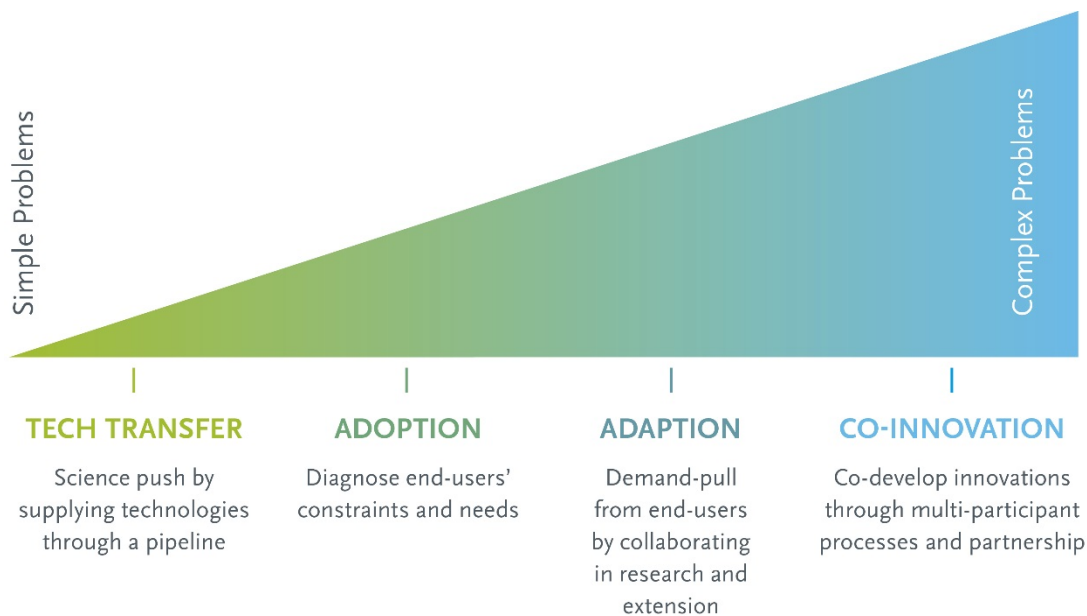 Simple Problems
Complex Problems
TECH TRANSFER
Science push by
supplying technologies
through a pipeline
ADOPTION
Diagnose end-users’
constraints and needs
ADAPTION
Demand-pull
from end-users
by collaborating
in research and
extension
CO-INNOVATION
Co-develop innovations
through multi-participant
processes and partnership